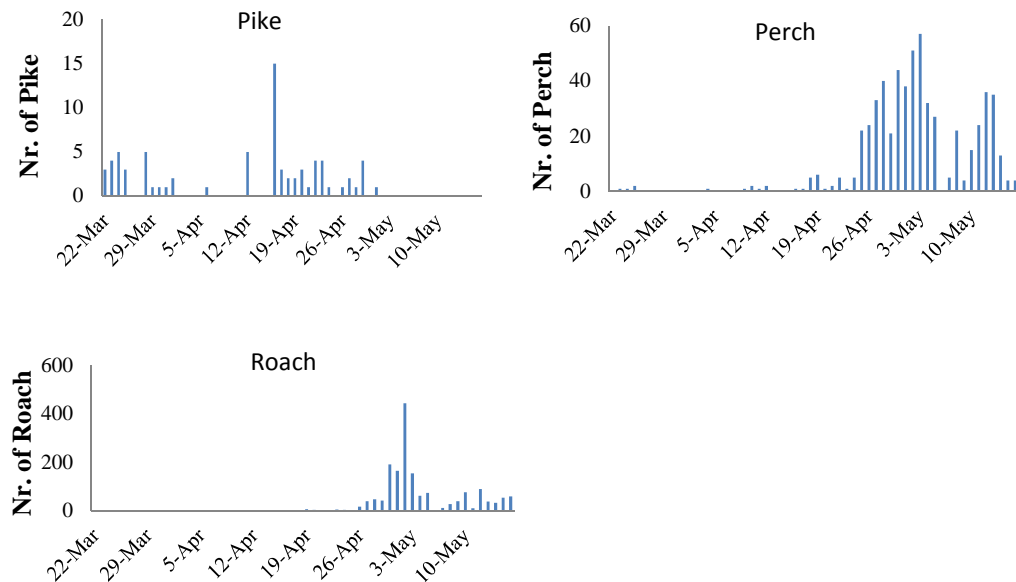 Pike
Nr. of Pike
20
15
10
5
0
22-Mar
29-Mar
5-Apr
12-Apr
19-Apr
26-Apr
3-May
10-May
Perch
Nr. of Perch
60
40
20
0
22-Mar
29-Mar
5-Apr
12-Apr
19-Apr
26-Apr
3-May
10-May
Roach
Nr. of Roach
600
400
200
0
22-Mar
29-Mar
5-Apr
12-Apr
19-Apr
26-Apr
3-May
10-May